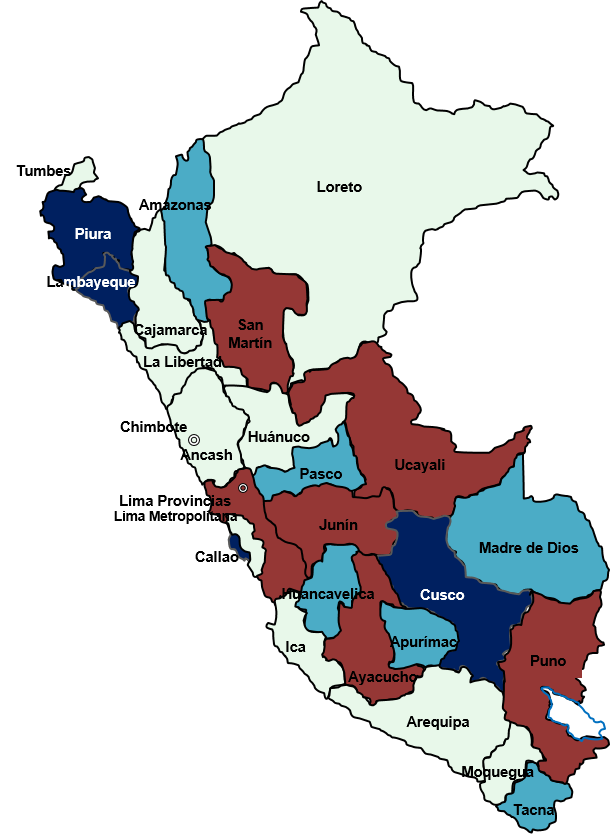 Tumbes
Loreto
Amazonas
Piura
Lambayeque
San
Martín
Cajamarca
La Libertad
Chimbote
Huánuco
Ancash
Ucayali
Pasco
Lima Provincias
Lima Metropolitana
Junín
Madre de Dios
Callao
Huancavelica
Cusco
Apurímac
Ica
Puno
Ayacucho
Arequipa
Moquegua
Tacna